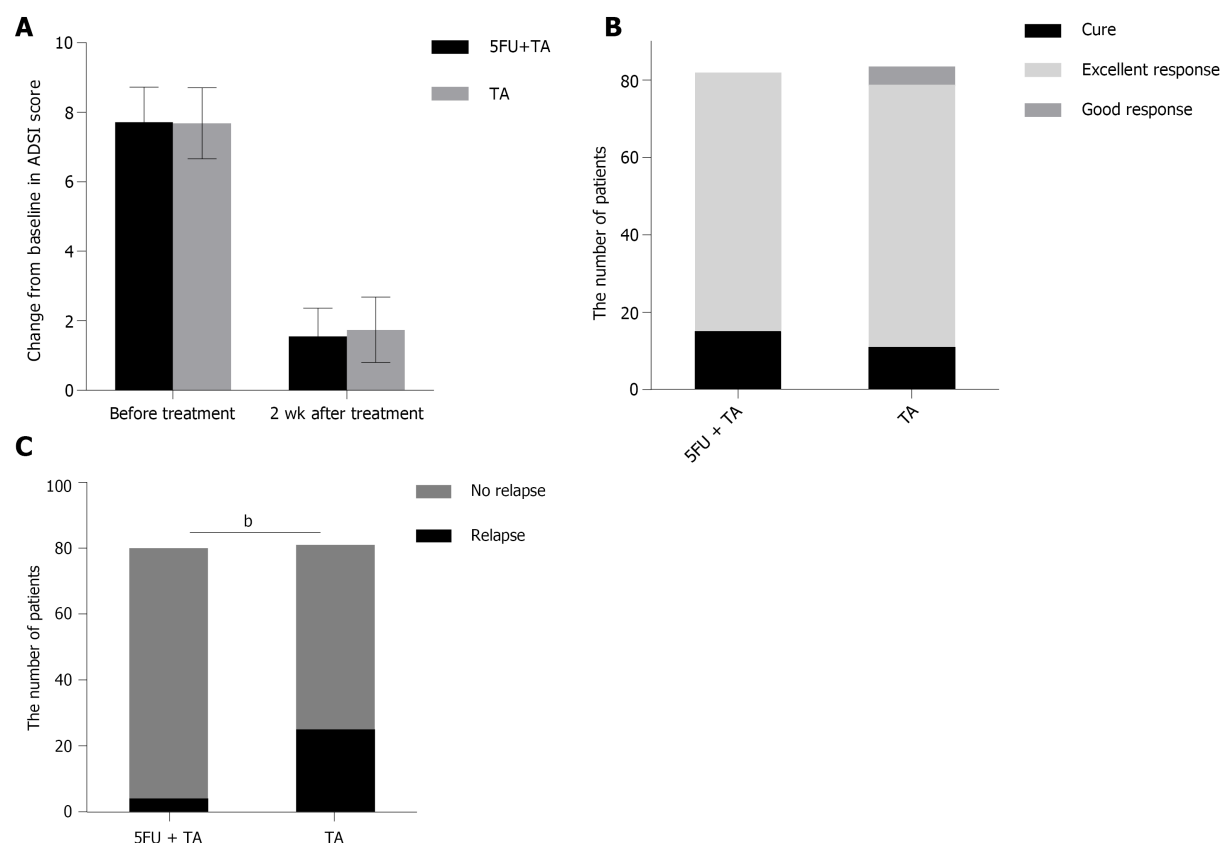 A
Change from baseline in ADSI score
10
8
6
4
2
0
Before treatment
2 wk after treatment
5FU+TA
TA
B
The number of patients
80
60
40
20
0
5FU + TA
TA
Cure
Excellent response
Good response
C
The number of patients
100
80
60
40
20
0
b
5FU + TA
TA
No relapse
Relapse